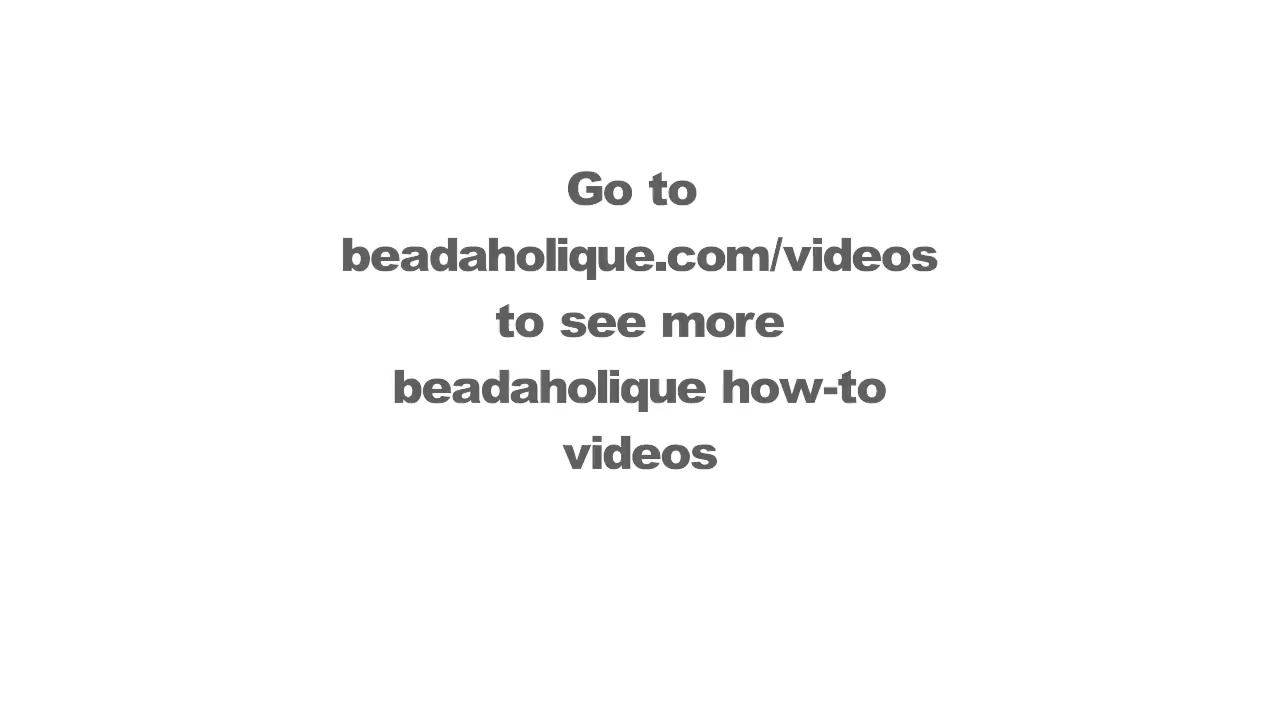 Go to
beadaholique.com/videos
to see more
beadaholique how-to
videos